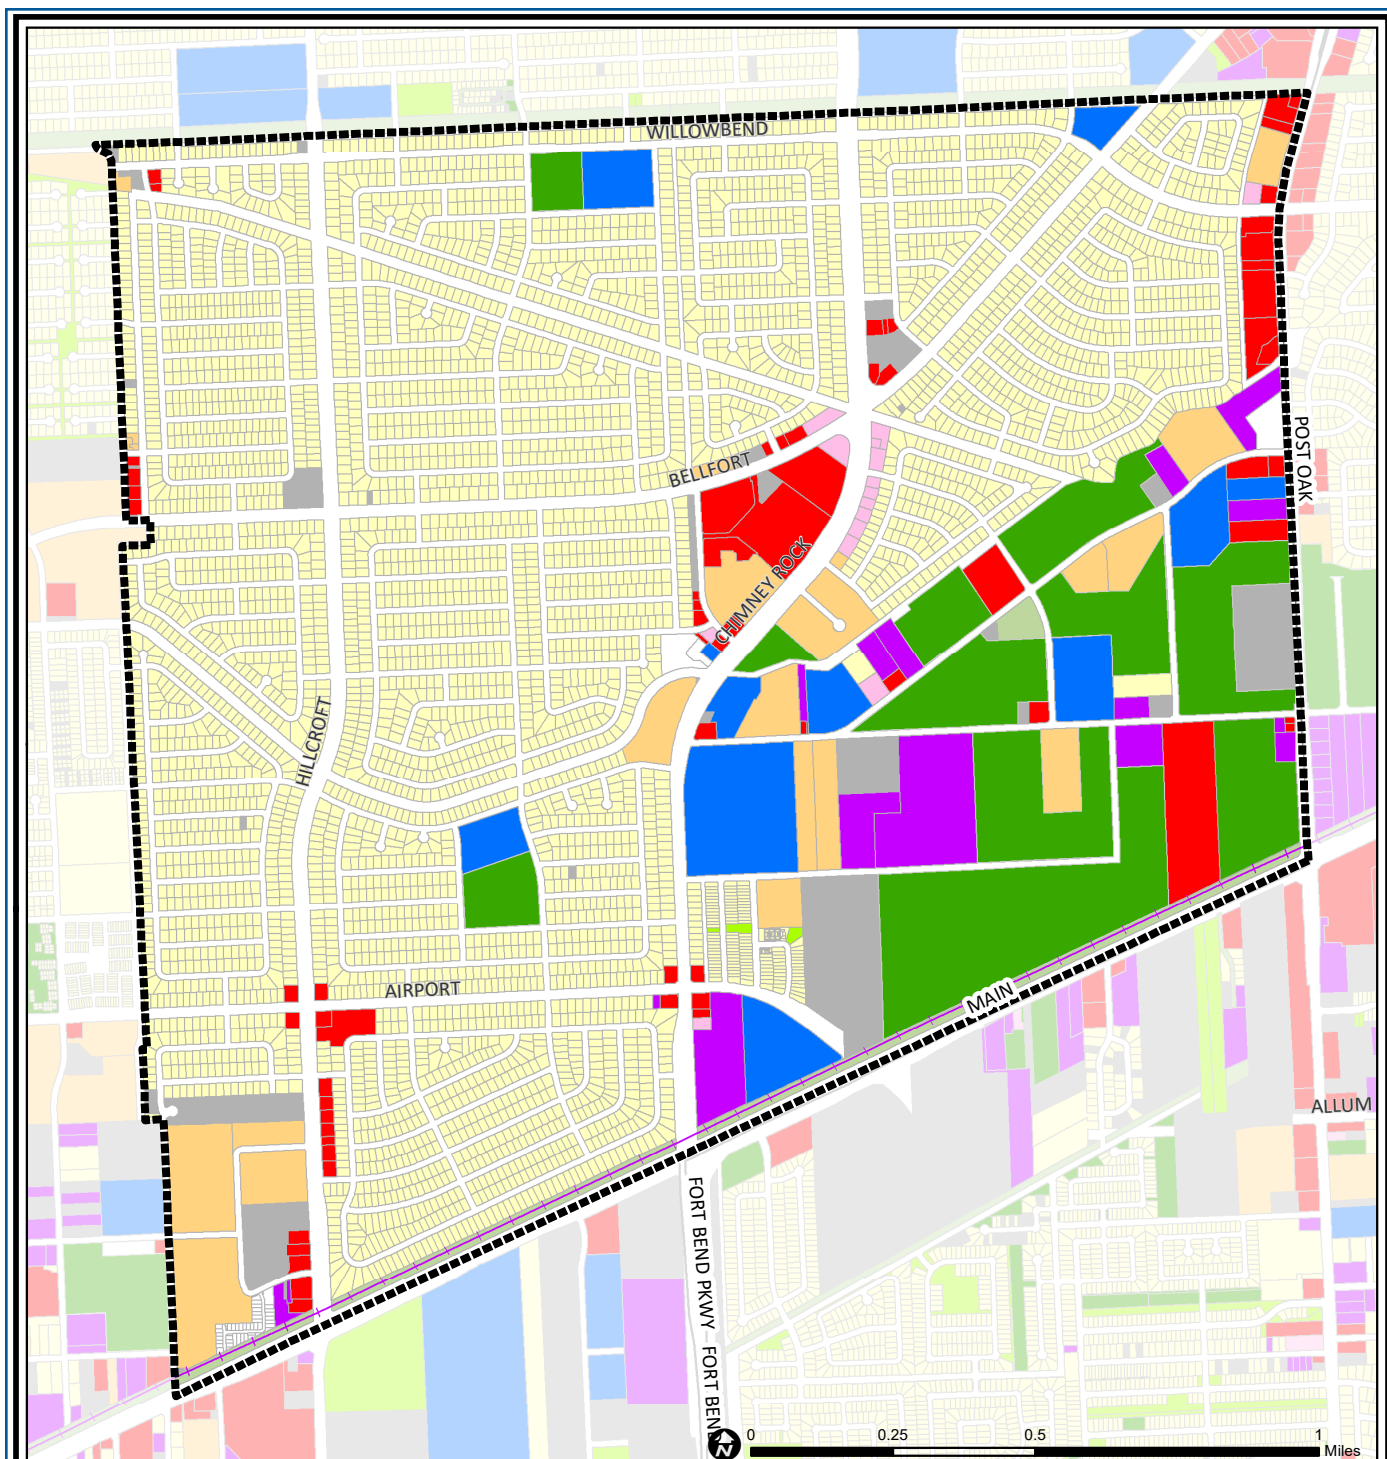 WILLOWBEND
POST OAK
BELLFORT
CHIMNEY ROCK
HILLCROFT
AIRPORT
MAIN
ALLUM
FORT BEND PKWY
FORT BEND
N
0 0.25 0.5 1
Miles